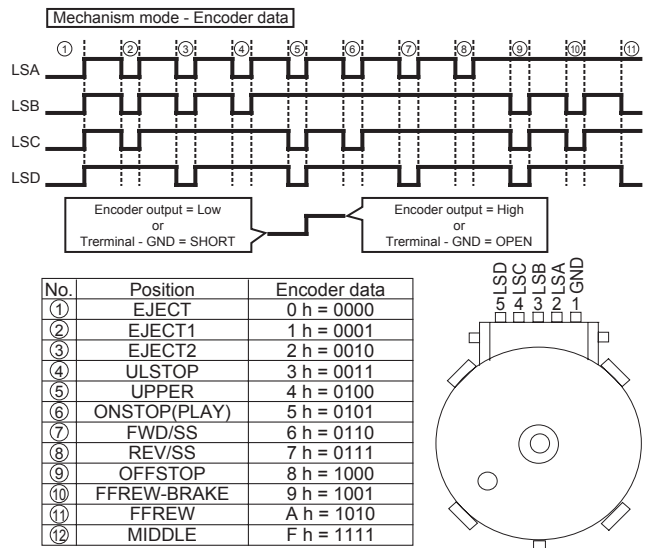 Mechanism mode - Encoder data
① ② ③ ④ ⑤ ⑥ ⑦ ⑧ ⑨ ⑩ ⑪
LSA
LSB
LSC
LSD
Encoder output = Low
or
Trerminal - GND = SHORT
Encoder output = High
or
Trerminal - GND = OPEN
No. Position Encoder data
① EJECT 0 h = 0000
② EJECT1 1 h = 0001
③ EJECT2 2 h = 0010
④ ULSTOP 3 h = 0011
⑤ UPPER 4 h = 0100
⑥ ONSTOP(PLAY) 5 h = 0101
⑦ FWD/SS 6 h = 0110
⑧ REV/SS 7 h = 0111
⑨ OFFSTOP 8 h = 1000
⑩ FFREW-BRAKE 9 h = 1001
⑪ FFREW A h = 1010
⑫ MIDDLE F h = 1111
LSD LSC LSB LSA GND
5 4 3 2 1